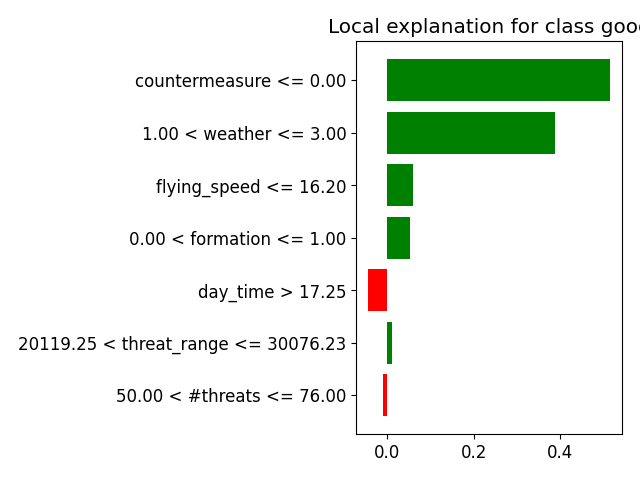 Local explanation for class good
countermeasure <= 0.00
1.00 < weather <= 3.00
flying_speed <= 16.20
0.00 < formation <= 1.00
day_time > 17.25
20119.25 < threat_range <= 30076.23
50.00 < #threats <= 76.00
0.0 0.2 0.4